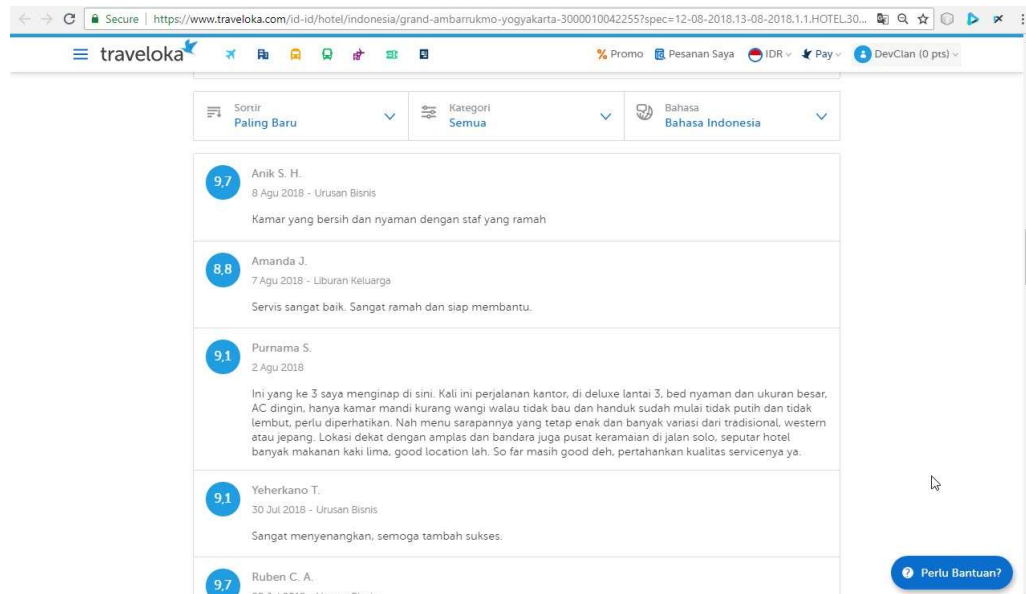 Secure | https://www.traveloka.com/id-id/hotel/indonesia/grand-ambarrukmo-yogyakarta-3000010042255?spec=12-08-2018.13-08-2018.1.1.HOTEL.30...
traveloka % Promo Pesanan Saya IDR Pay DevClan (0 pts)
Sortir Kategori Bahasa
Paling Baru Semua Bahasa Indonesia
9,7 Anik S. H.
8 Agu 2018 - Urusan Bisnis
Kamar yang bersih dan nyaman dengan staf yang ramah
8,8 Amanda J.
7 Agu 2018 - Liburan Keluarga
Servis sangat baik. Sangat ramah dan siap membantu.
9,1 Purnama S.
2 Agu 2018
Ini yang ke 3 saya menginap di sini. Kali ini perjalanan kantor, di deluxe lantai 3, bed nyaman dan ukuran besar,
AC dingin, hanya kamar mandi kurang wangi walau tidak bau dan handuk sudah mulai tidak putih dan tidak
lembut, perlu diperhatikan. Nah menu sarapannya yang tetap enak dan banyak variasi dari tradisional, western
atau jepang. Lokasi dekat dengan amplas dan bandara juga pusat keramaian di jalan solo, seputar hotel
banyak makanan kaki lima, good location lah. So far masih good deh, pertahankan kualitas servicenya ya.
9,1 Yeherkano T.
30 Jul 2018 - Urusan Bisnis
Sangat menyenangkan, semoga tambah sukses.
9,7 Ruben C. A.
Perlu Bantuan?